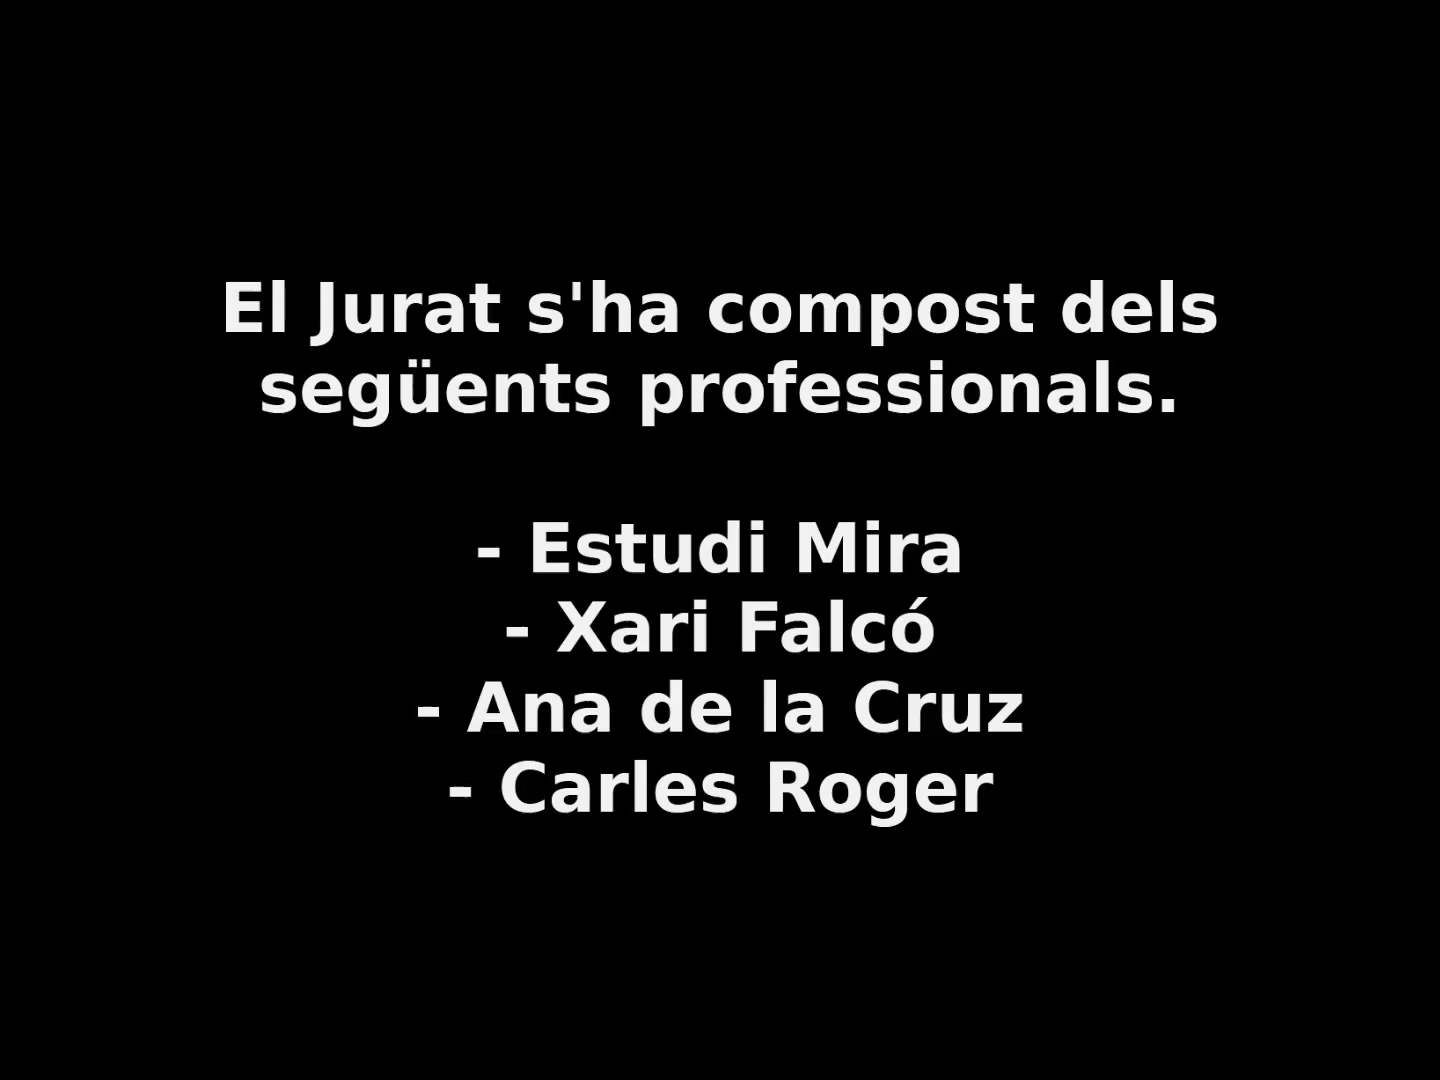 El Jurat s'ha compost dels
següents professionals.
- Estudi Mira
- Xari Falcó
- Ana de la Cruz
- Carles Roger